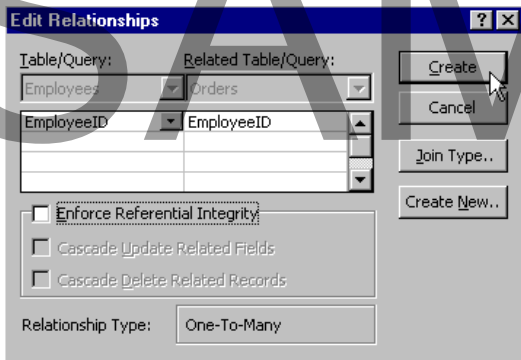 Edit Relationships
Table/Query: Related Table/Query:
Create
Employees Orders
Cancel
EmployeeID EmployeeID
Join Type..
Create New..
Enforce Referential Integrity
Cascade Update Related Fields
Cascade Delete Related Records
Relationship Type: One-To-Many